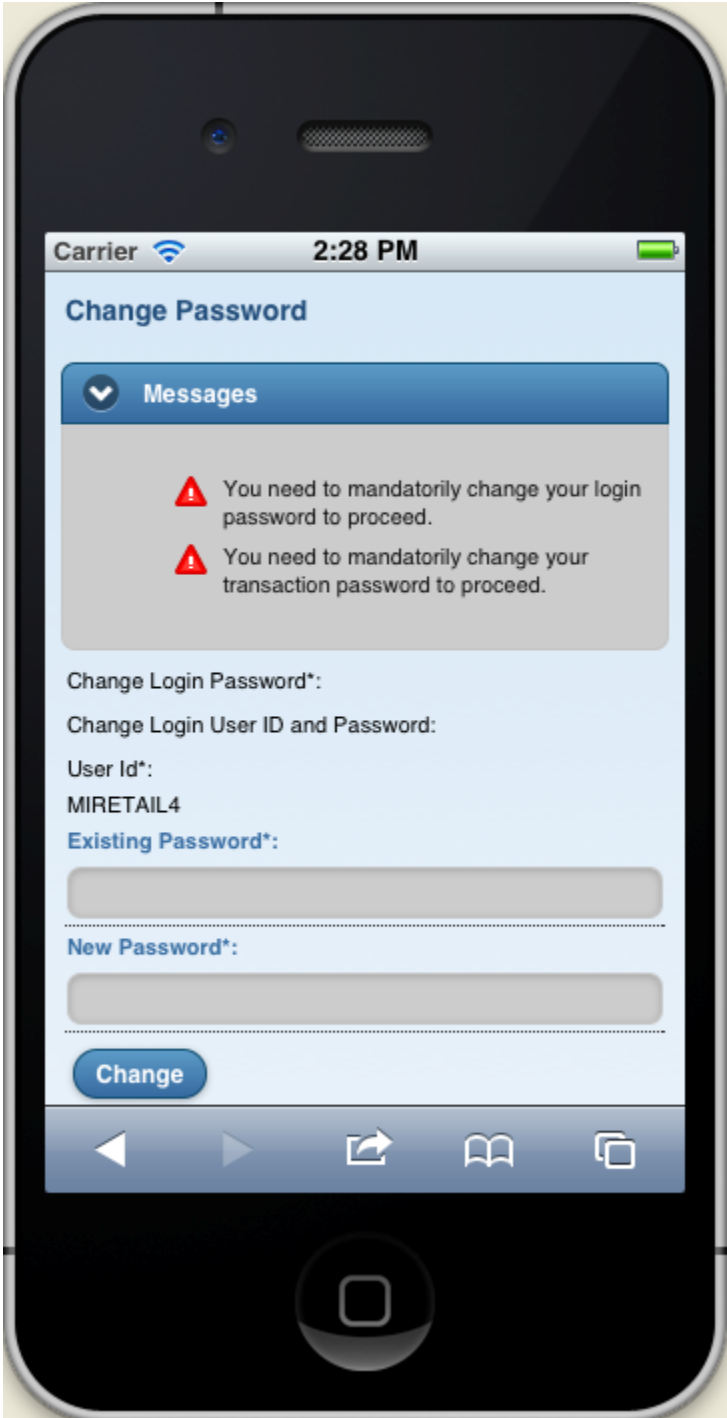 Carrier 2:28 PM
Change Password
Messages
You need to mandatorily change your login
password to proceed.
You need to mandatorily change your
transaction password to proceed.
Change Login Password*:
Change Login User ID and Password:
User Id*:
MIRETAIL4
Existing Password*:
New Password*:
Change